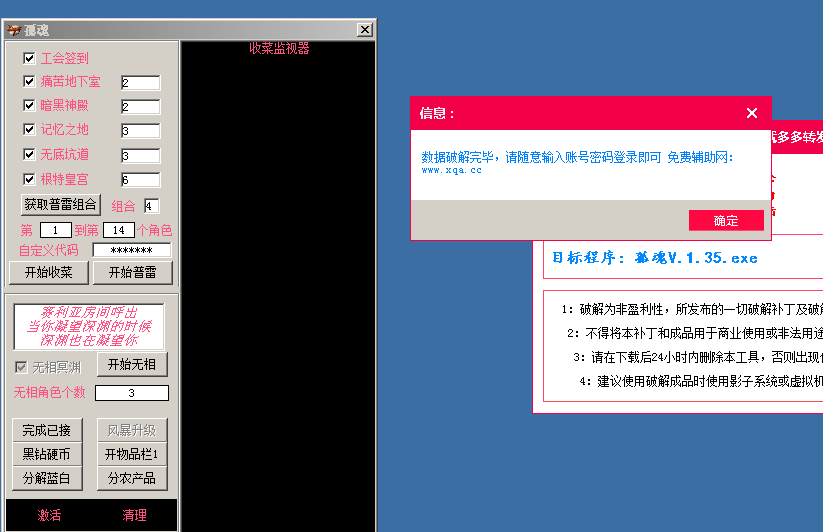 孤魂
收菜监视器
工会签到
痛苦地下室 2
暗黑神殿 2
记忆之地 3
无底坑道 3
根特皇宫 6
获取普雷组合 组合 4
第 1 到第 14 个角色
自定义代码 *******
开始收菜 开始普雷
赛利亚房间呼出
当你凝望深渊的时候
深渊也在凝望你
无相冥渊 开始无相
无相角色个数 3
完成已接 风暴升级
黑钻硬币 开物品栏1
分解蓝白 分农产品
激活 清理
信息：
数据破解完毕，请随意输入账号密码登录即可 免费辅助网：
www.xqa.cc
确定
多多转发
目标程序：孤魂V.1.35.exe
1：破解为非盈利性，所发布的一切破解补丁及破解
2：不得将本补丁和成品用于商业使用或非法用途
3：请在下载后24小时内删除本工具，否则出现
4：建议使用破解成品时使用影子系统或虚拟机